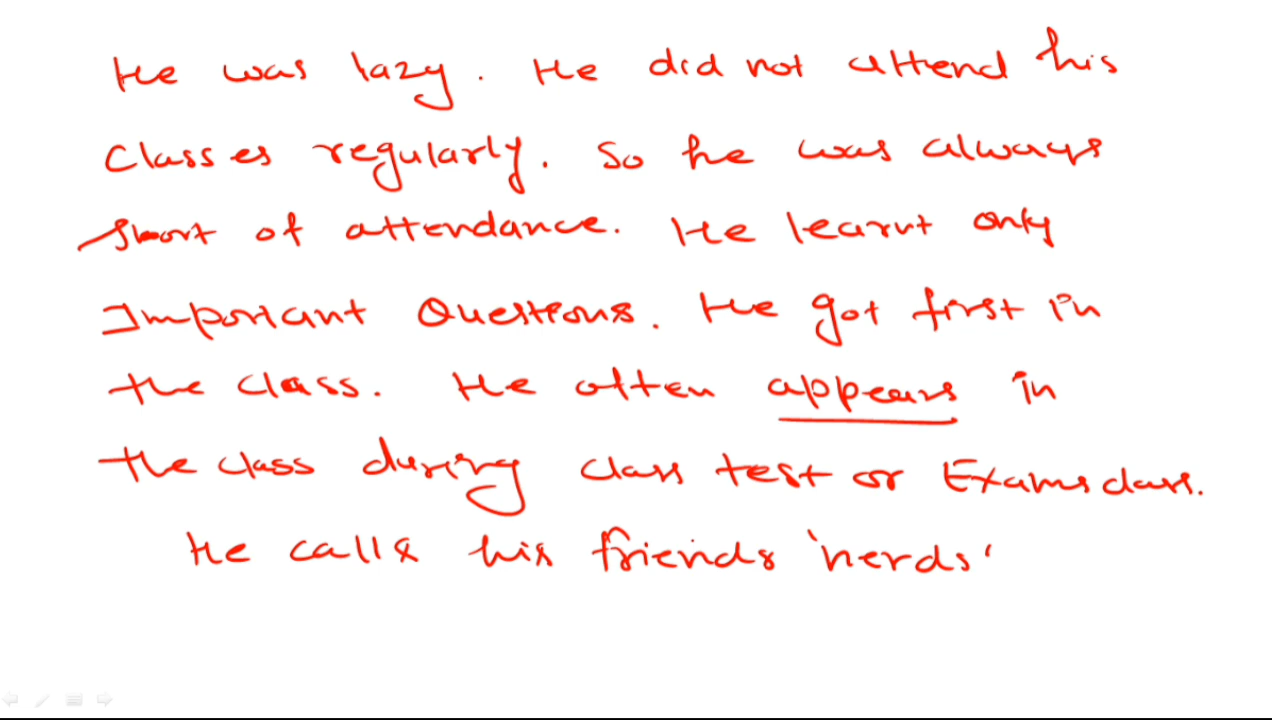 He was lazy. He did not attend his
classes regularly. So he was always
short of attendance. He learnt only
Important Questions. He got first in
the class. He often appears in
the class during class test or Exams days.
He calls his friends 'nerds'